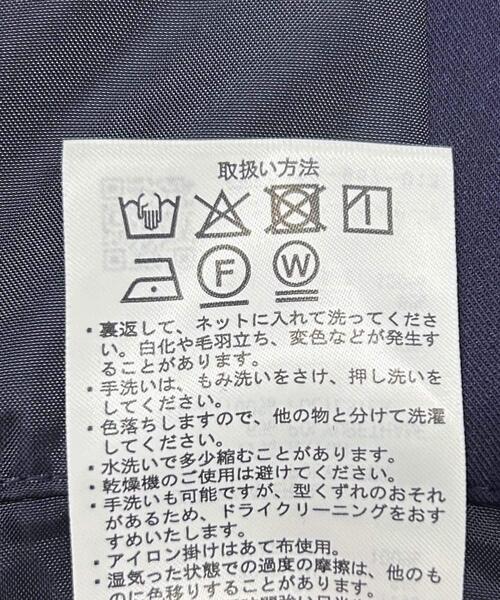 取扱い方法
F W
・裏返して、ネットに入れて洗ってくださ
い。白化や毛羽立ち、変色などが発生す
ることがあります。
・手洗いは、もみ洗いをさけ、押し洗いを
してください。
・色落ちしますので、他の物と分けて洗濯
してください。
・水洗いで多少縮むことがあります。
・乾燥機のご使用は避けてください。
・手洗いも可能ですが、型くずれのおそれ
があるため、ドライクリーニングをおす
すめいたします。
・アイロン掛けはあて布使用。
・湿気った状態での過度の摩擦は、他のも
のに色移りすることがあります。